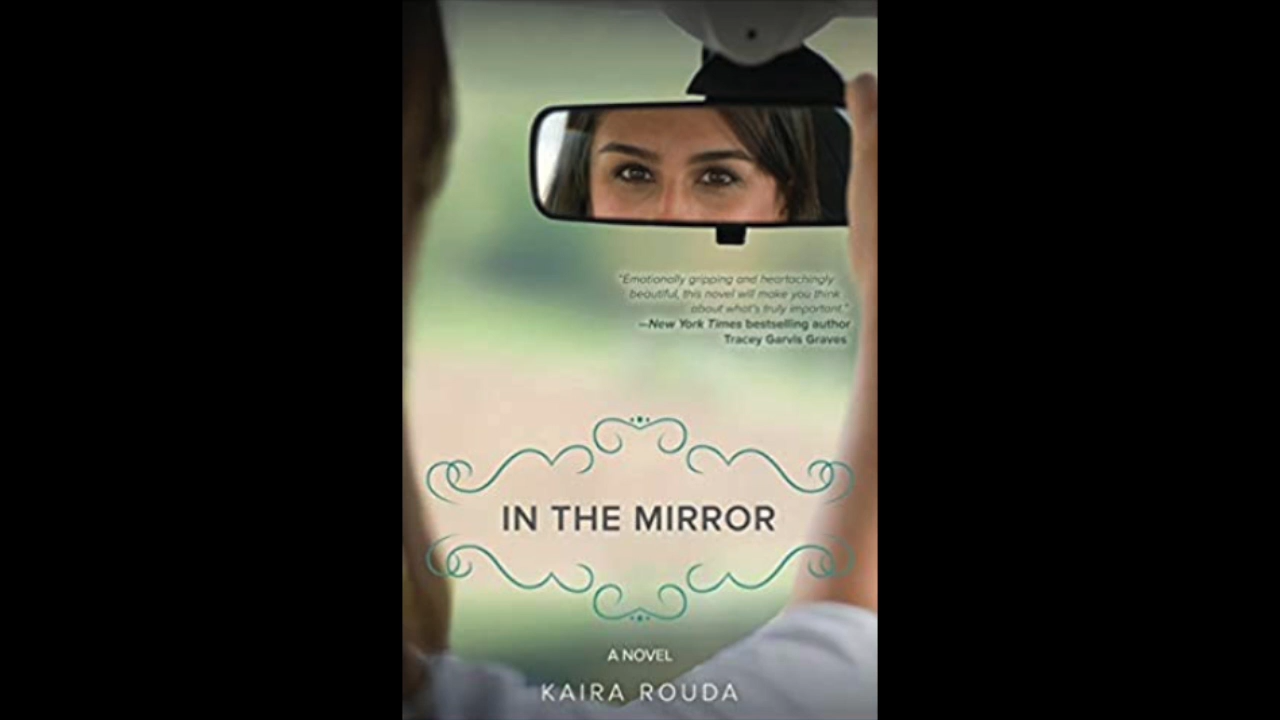 "Emotionally gripping and heartachingly
beautiful, this novel will make you think
about what's truly important."
—New York Times bestselling author
Tracey Garvis Graves
IN THE MIRROR
A NOVEL
KAIRA ROUDA